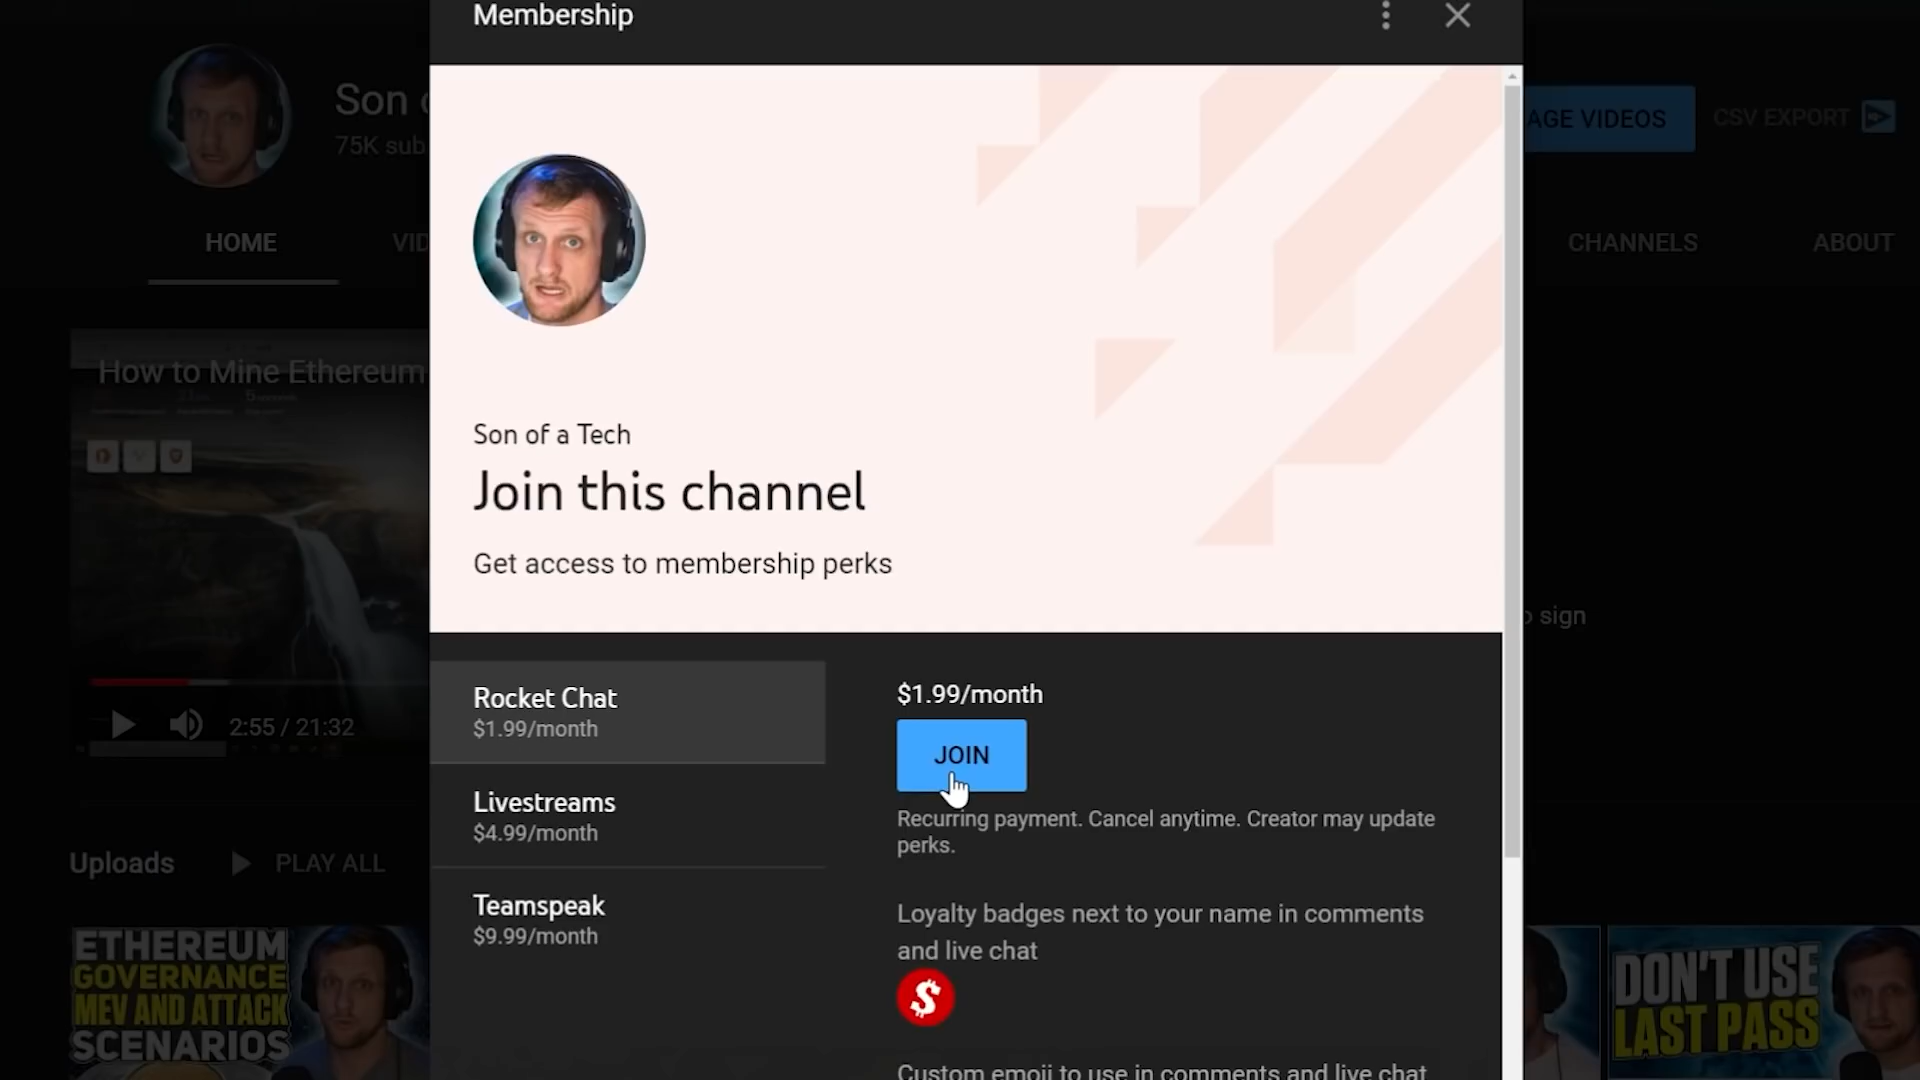 Membership
Son
75K sub
AGE VIDEOS
CSV EXPORT
HOME
VID
CHANNELS
ABOUT
How to Mine Ethereum
Son of a Tech
Join this channel
Get access to membership perks
sign
Rocket Chat
$1.99/month
$1.99/month
JOIN
2:55 / 21:32
Livestreams
$4.99/month
Recurring payment. Cancel anytime. Creator may update
perks.
Uploads
PLAY ALL
Teamspeak
$9.99/month
Loyalty badges next to your name in comments
and live chat
$
ETHEREUM
GOVERNANCE
MEV AND ATTACK
SCENARIOS
DON'T USE
LAST PASS
Custom emoji to use in comments and live chat